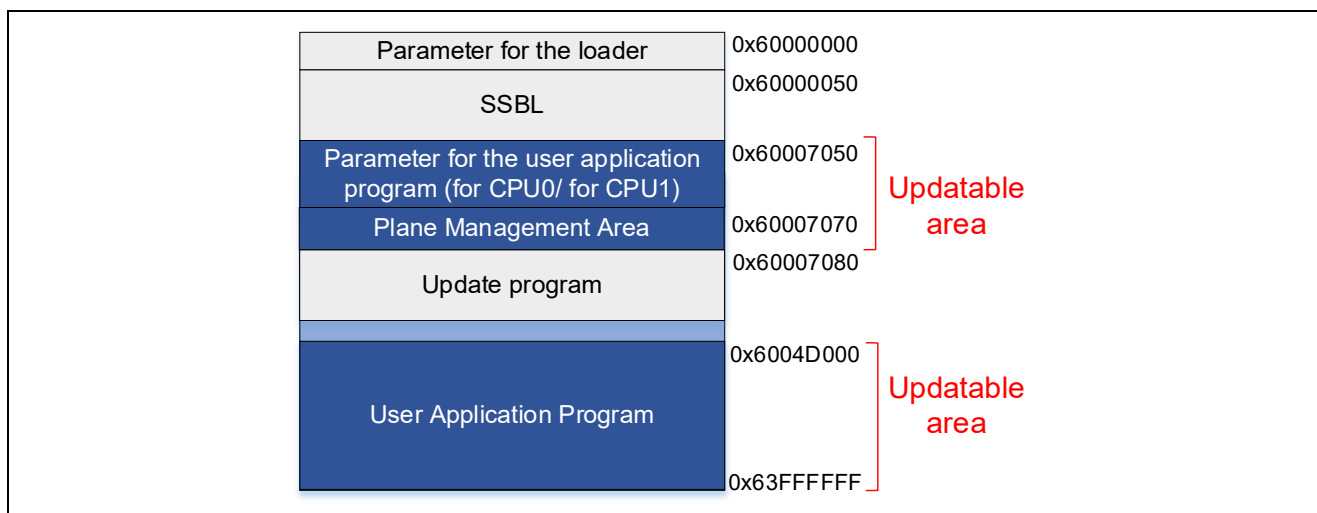 Parameter for the loader
0x60000000
0x60000050
SSBL
0x60007050
Parameter for the user application
program (for CPU0/ for CPU1)
Updatable
area
Plane Management Area
0x60007070
0x60007080
Update program
0x6004D000
User Application Program
Updatable
area
0x63FFFFFF